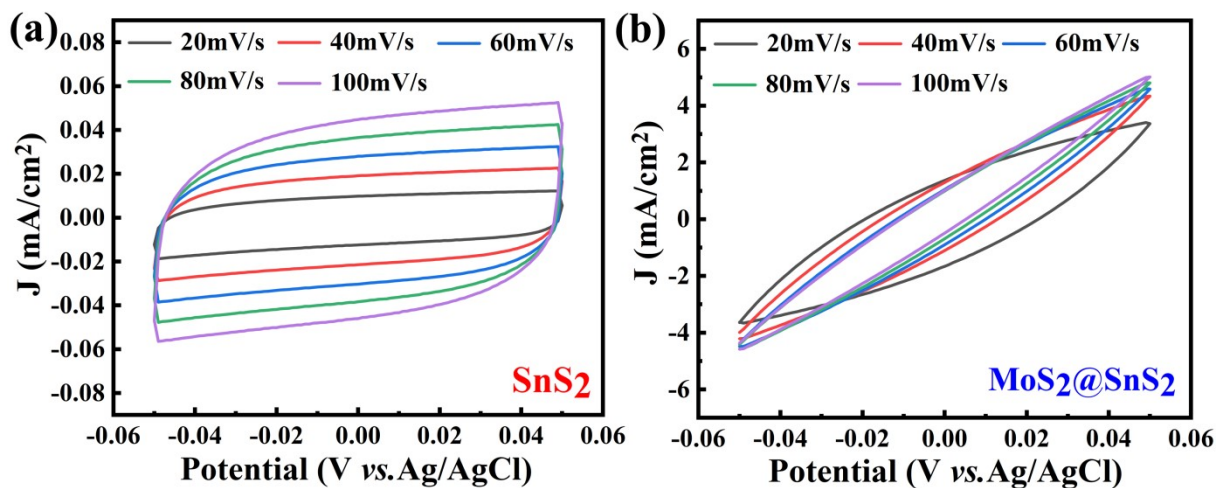 (a)
20mV/s 40mV/s 60mV/s
80mV/s 100mV/s
0.08
0.06
0.04
0.02
0.00
-0.02
-0.04
-0.06
-0.08
J (mA/cm²)
SnS₂
-0.06 -0.04 -0.02 0.00 0.02 0.04 0.06
Potential (V vs.Ag/AgCl)
(b)
20mV/s 40mV/s 60mV/s
80mV/s 100mV/s
6
4
2
0
-2
-4
-6
J (mA/cm²)
MoS₂@SnS₂
-0.06 -0.04 -0.02 0.00 0.02 0.04 0.06
Potential (V vs.Ag/AgCl)